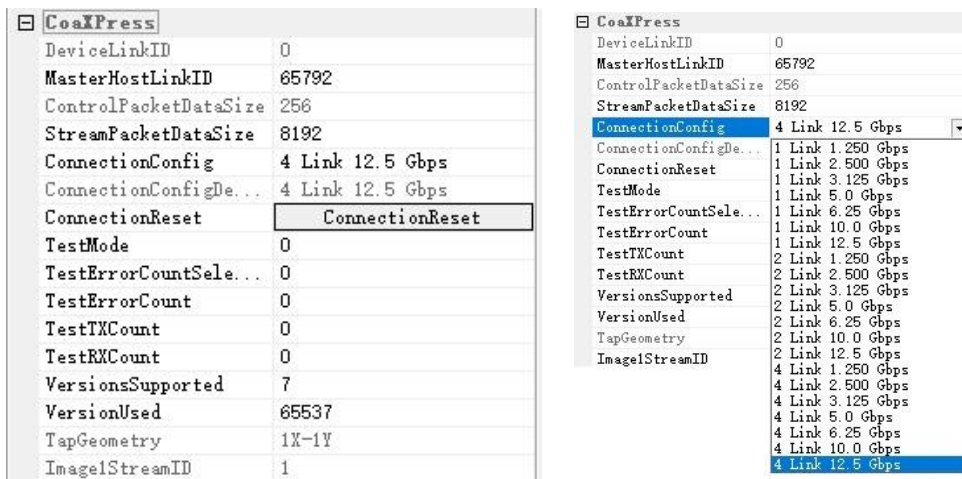 CoaXPress
DeviceLinkID 0
MasterHostLinkID 65792
ControlPacketDataSize 256
StreamPacketDataSize 8192
ConnectionConfig 4 Link 12.5 Gbps
ConnectionConfigDe... 4 Link 12.5 Gbps
ConnectionReset ConnectionReset
TestMode 0
TestErrorCountSele... 0
TestErrorCount 0
TestTXCount 0
TestRXCount 0
VersionsSupported 7
VersionUsed 65537
TapGeometry 1X-1Y
Image1StreamID 1
CoaXPress
DeviceLinkID 0
MasterHostLinkID 65792
ControlPacketDataSize 256
StreamPacketDataSize 8192
ConnectionConfig 4 Link 12.5 Gbps
ConnectionConfigDe...
ConnectionReset
TestMode
TestErrorCountSele...
TestErrorCount
TestTXCount
TestRXCount
VersionsSupported
VersionUsed
TapGeometry
Image1StreamID
1 Link 1.250 Gbps
1 Link 2.500 Gbps
1 Link 3.125 Gbps
1 Link 5.0 Gbps
1 Link 6.25 Gbps
1 Link 10.0 Gbps
1 Link 12.5 Gbps
2 Link 1.250 Gbps
2 Link 2.500 Gbps
2 Link 3.125 Gbps
2 Link 5.0 Gbps
2 Link 6.25 Gbps
2 Link 10.0 Gbps
2 Link 12.5 Gbps
4 Link 1.250 Gbps
4 Link 2.500 Gbps
4 Link 3.125 Gbps
4 Link 5.0 Gbps
4 Link 6.25 Gbps
4 Link 10.0 Gbps
4 Link 12.5 Gbps